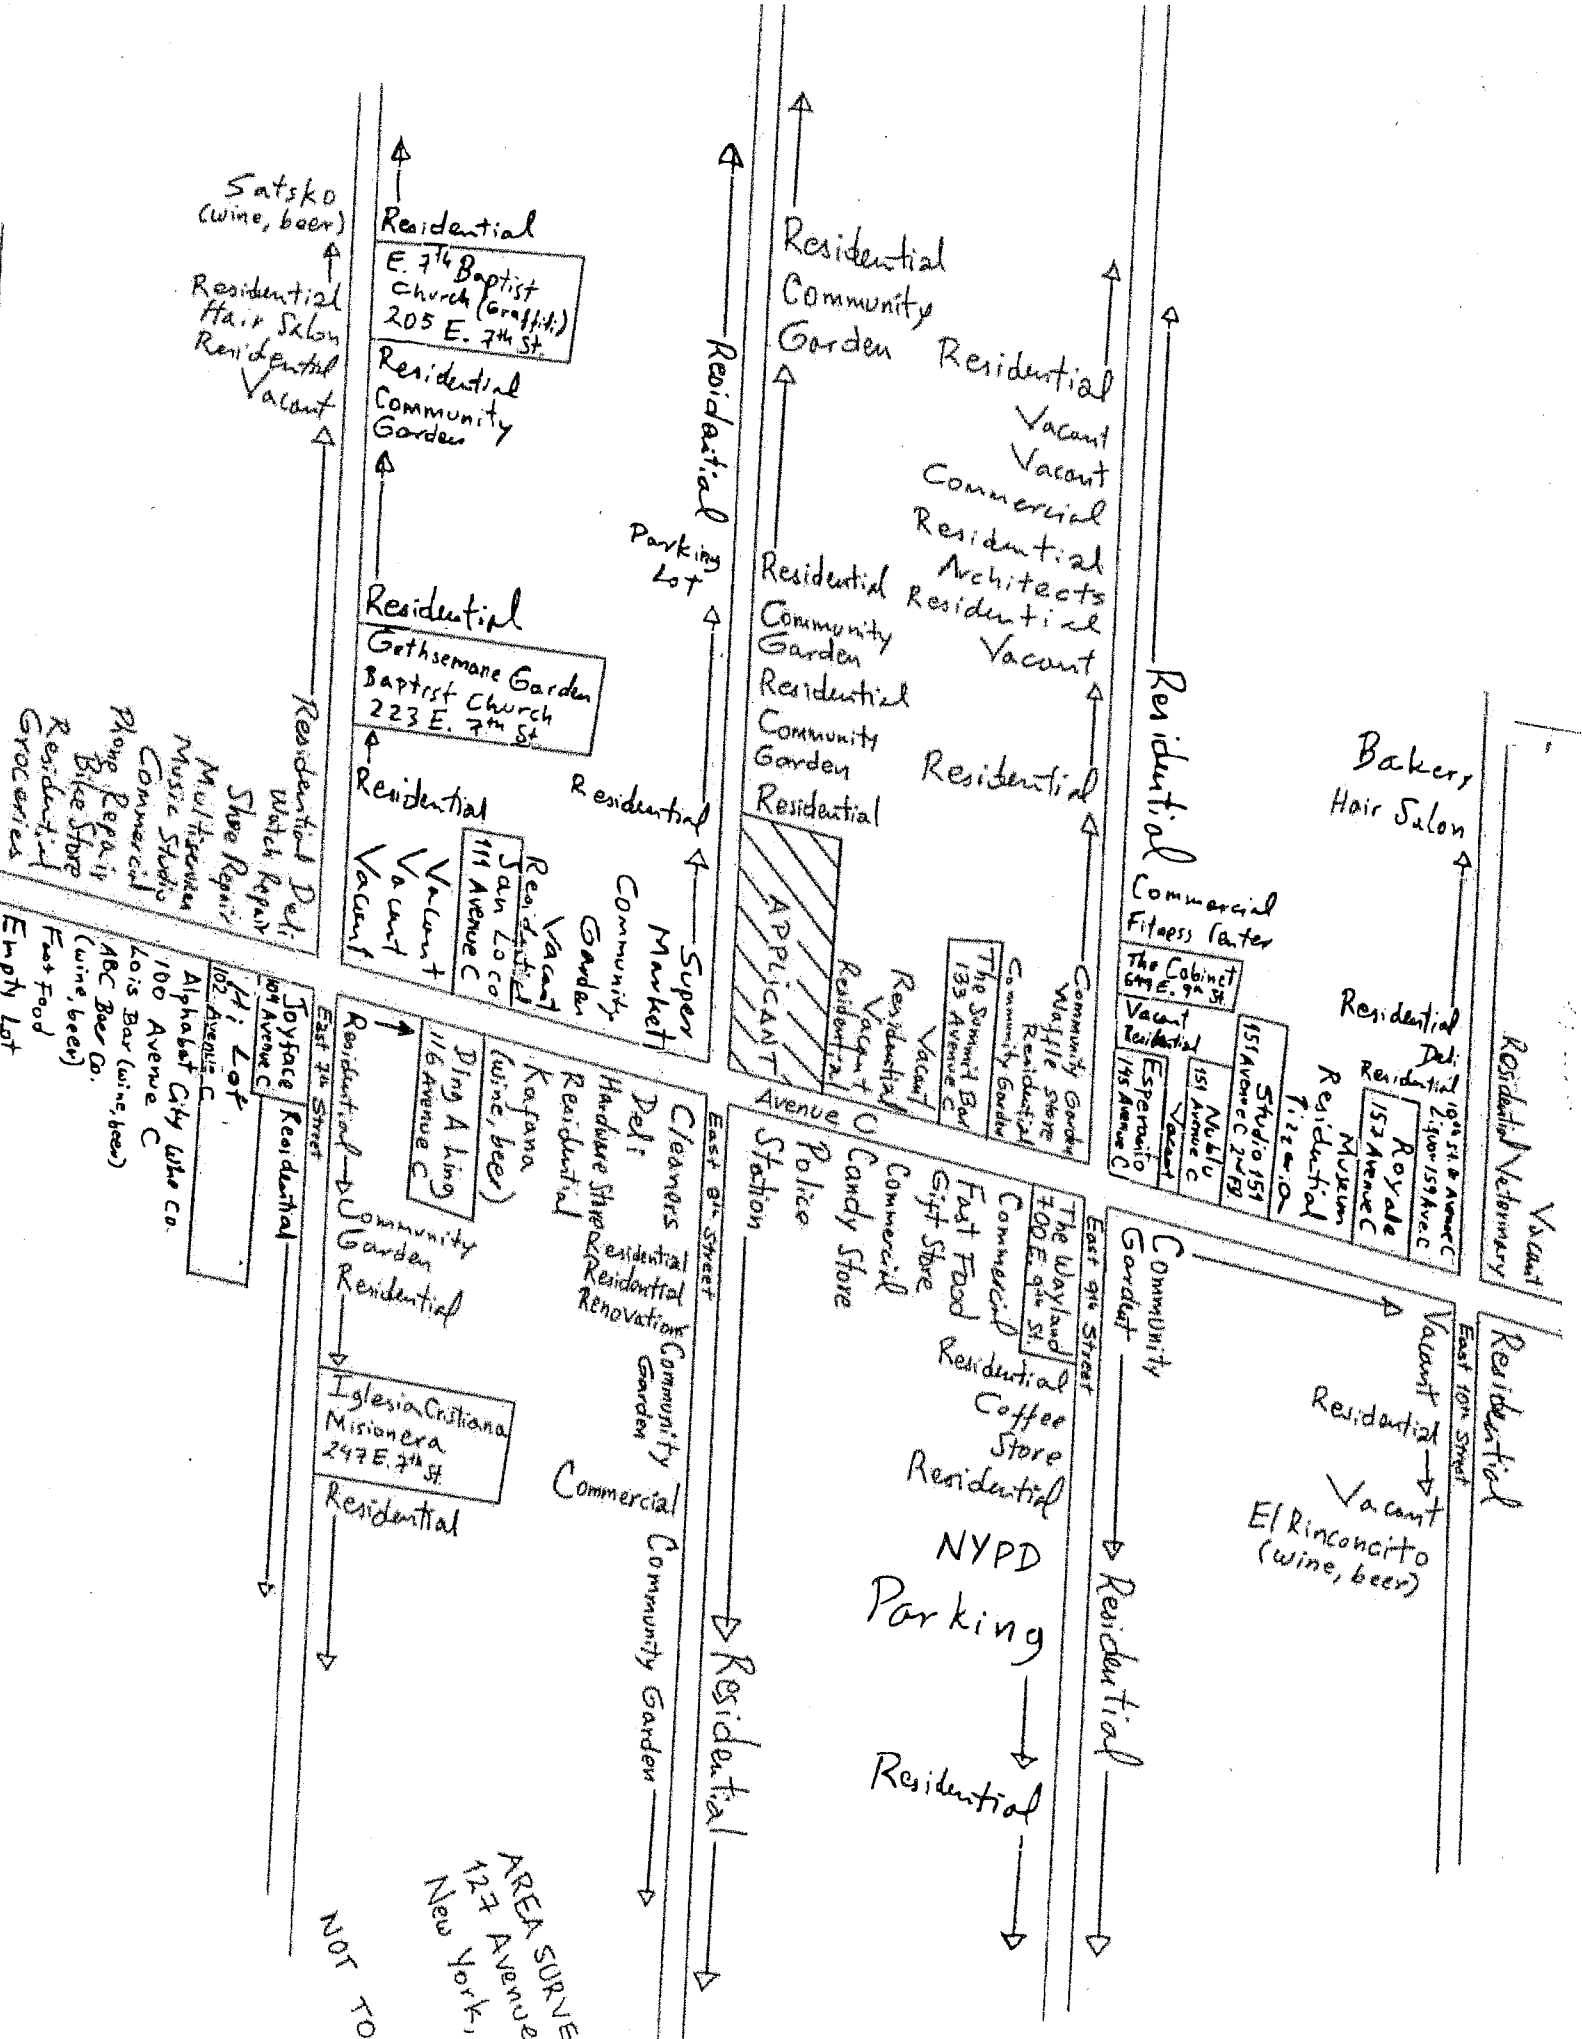 Satsko
(wine, beer)
Residential
Hair Salon
Residential
Vacant
Residential
E. 7th Baptist
Church (Graffiti)
205 E. 7th St.
Residential
Community
Garden
Residential
Gethsemane Garden
Baptist Church
223 E. 7th St.
Residential
Residential
Parking
Lot
Residential
Residential
Community
Garden
Residential
Community
Garden
Residential
Community
Garden
Residential
Residential
Vacant
Vacant
Commercial
Residential
Architects
Residential
Vacant
Residential
Residential
Commercial
Fitness Center
The Cabinet
649 E. 9th St.
Vacant
Residential
Bakery
Hair Salon
Residential
Deli
Residential
Residential Deli
Watch Repair
Shoe Repair
Multiservices
Music Studio
Commercial
Phone Repair
Bike Store
Residential
Groceries
Vacant
Vacant
Vacant
San Loco
111 Avenue C
Residential
Vacant
Garden
Community
Super
Market
APPLICANT
Residential
Vacant
Residential
Vacant
The Summit Bar
133 Avenue C
Community Garden
Residential
Waffle Store
Community Garden
Esperanto
145 Avenue C
Vacant
Nublu
151 Avenue C
Studio 151
151 Avenue C 2nd Fl
Pizzeria
Residential
Museum
Royale
157 Avenue C
10th St. & Avenue C
Liquor 159 Ave. C
Residential Veterinary
Vacant
Avenue C
Joyface
104 Avenue C
Residential
Hi Lot
102 Avenue C
Alphabet City Wine Co.
100 Avenue C
Lois Bar (wine, beer)
ABC Beer Co.
(wine, beer)
Fast Food
Empty Lot
East 7th Street
Residential
Community
Garden
Residential
Iglesia Cristiana
Misionera
247 E. 7th St.
Residential
Ding A Ling
116 Avenue C
(wine, beer)
Kafana
Residential
Hardware Store
Deli
Cleaners
Residential
Residential
Renovation
Community
Garden
Commercial
Community Garden
East 8th Street
Police
Station
Residential
Candy Store
Commercial
Gift Store
Fast Food
Commercial
The Wayland
700 E. 9th St.
Residential
Coffee
Store
Residential
NYPD
Parking
Residential
East 9th Street
Community
Garden
Residential
Vacant
Residential
Vacant
El Rinconcito
(wine, beer)
East 10th Street
Residential
AREA SURVE
127 Avenue
New York,
NOT TO